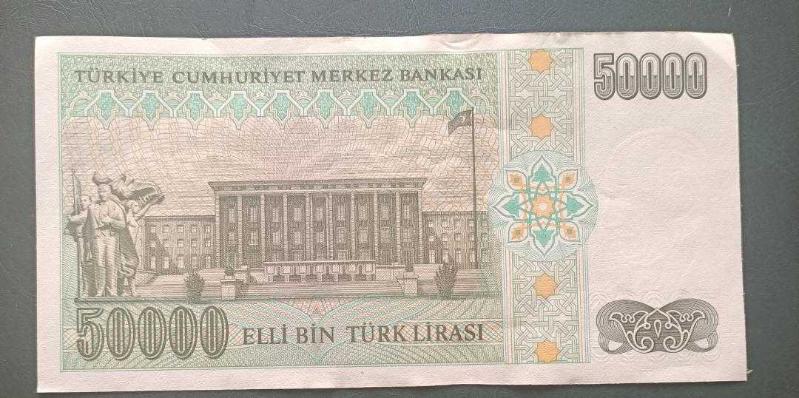 TÜRKİYE CUMHURİYET MERKEZ BANKASI
50000
50000
ELLİ BİN TÜRK LİRASI